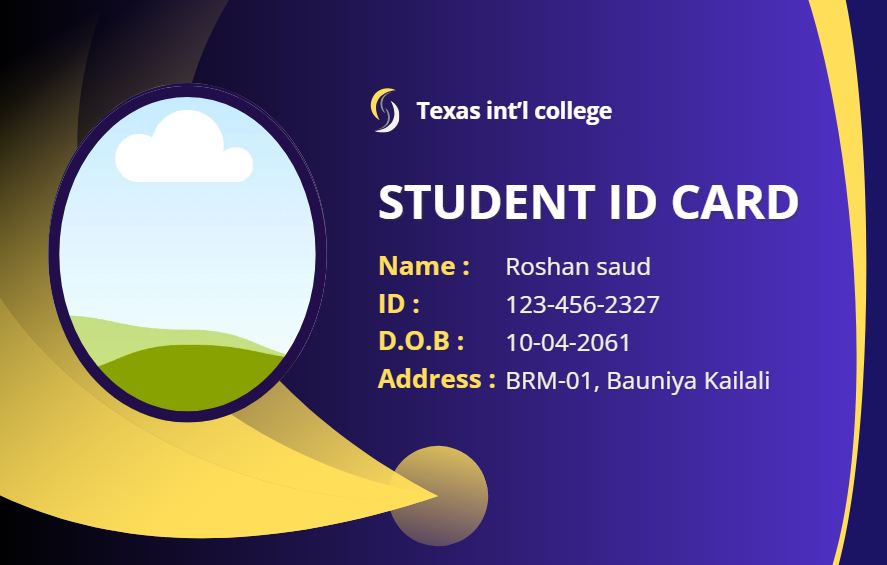 Texas int’l college
STUDENT ID CARD
Name : Roshan saud
ID : 123-456-2327
D.O.B : 10-04-2061
Address : BRM-01, Bauniya Kailali